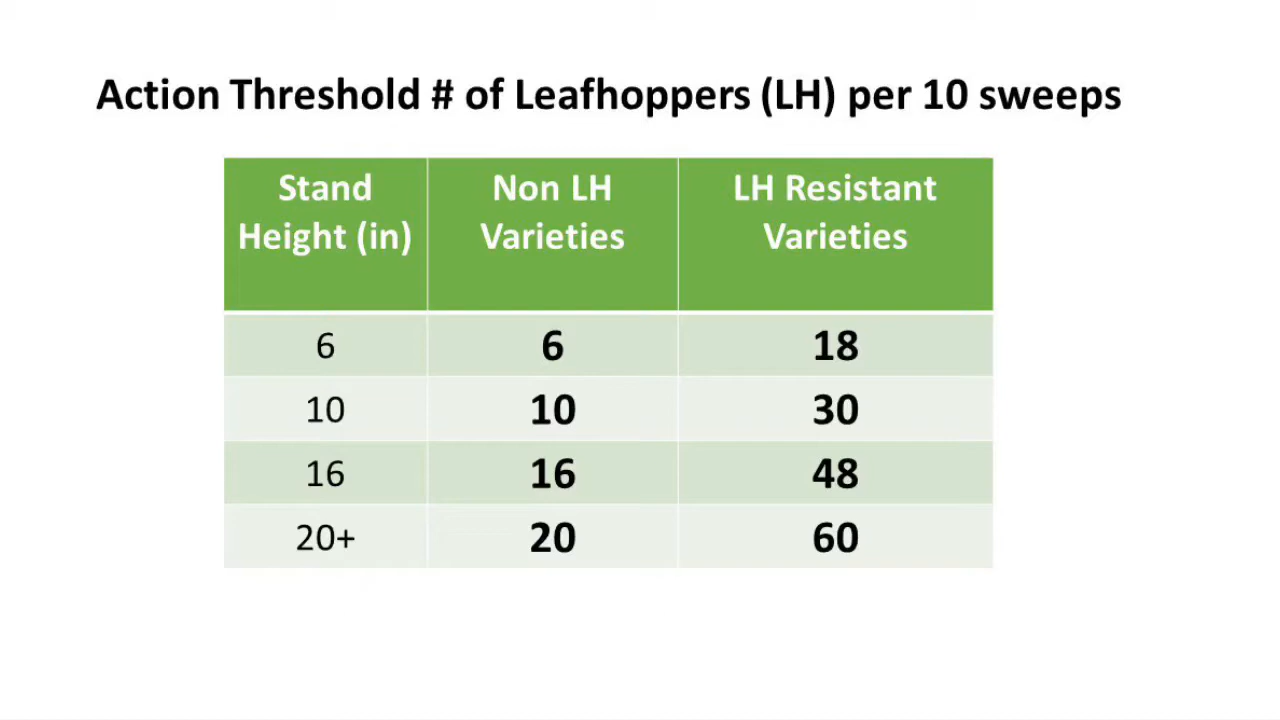 Action Threshold # of Leafhoppers (LH) per 10 sweeps
Stand Height (in) Non LH Varieties LH Resistant Varieties
6 6 18
10 10 30
16 16 48
20+ 20 60